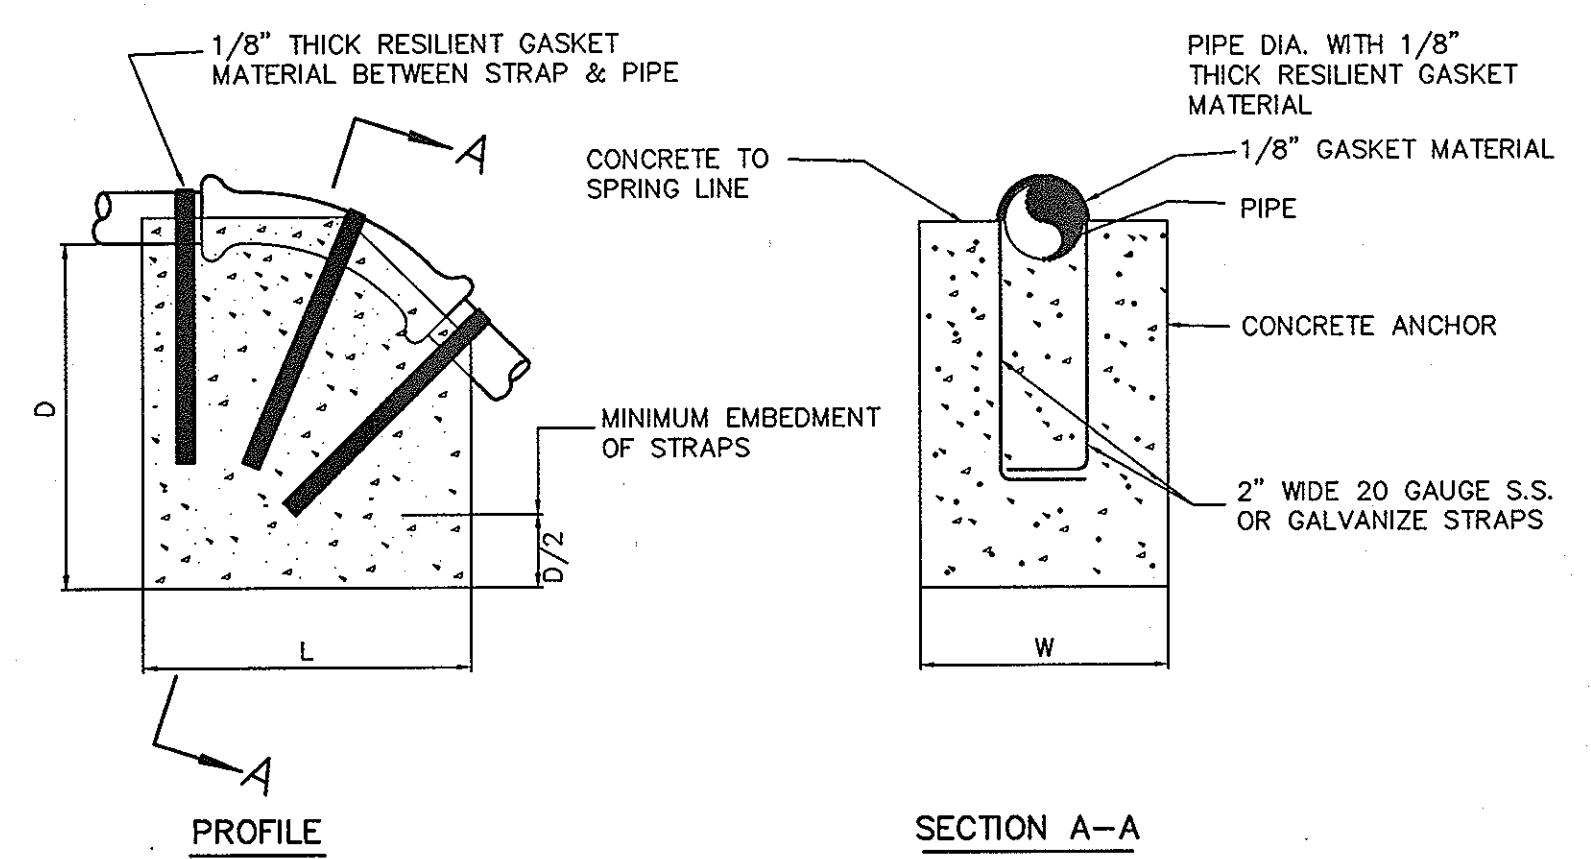 1/8" THICK RESILIENT GASKET
MATERIAL BETWEEN STRAP & PIPE
A
D
MINIMUM EMBEDMENT
OF STRAPS
D/2
L
A
PROFILE
PIPE DIA. WITH 1/8"
THICK RESILIENT GASKET
MATERIAL
1/8" GASKET MATERIAL
CONCRETE TO
SPRING LINE
PIPE
CONCRETE ANCHOR
2" WIDE 20 GAUGE S.S.
OR GALVANIZE STRAPS
W
SECTION A-A